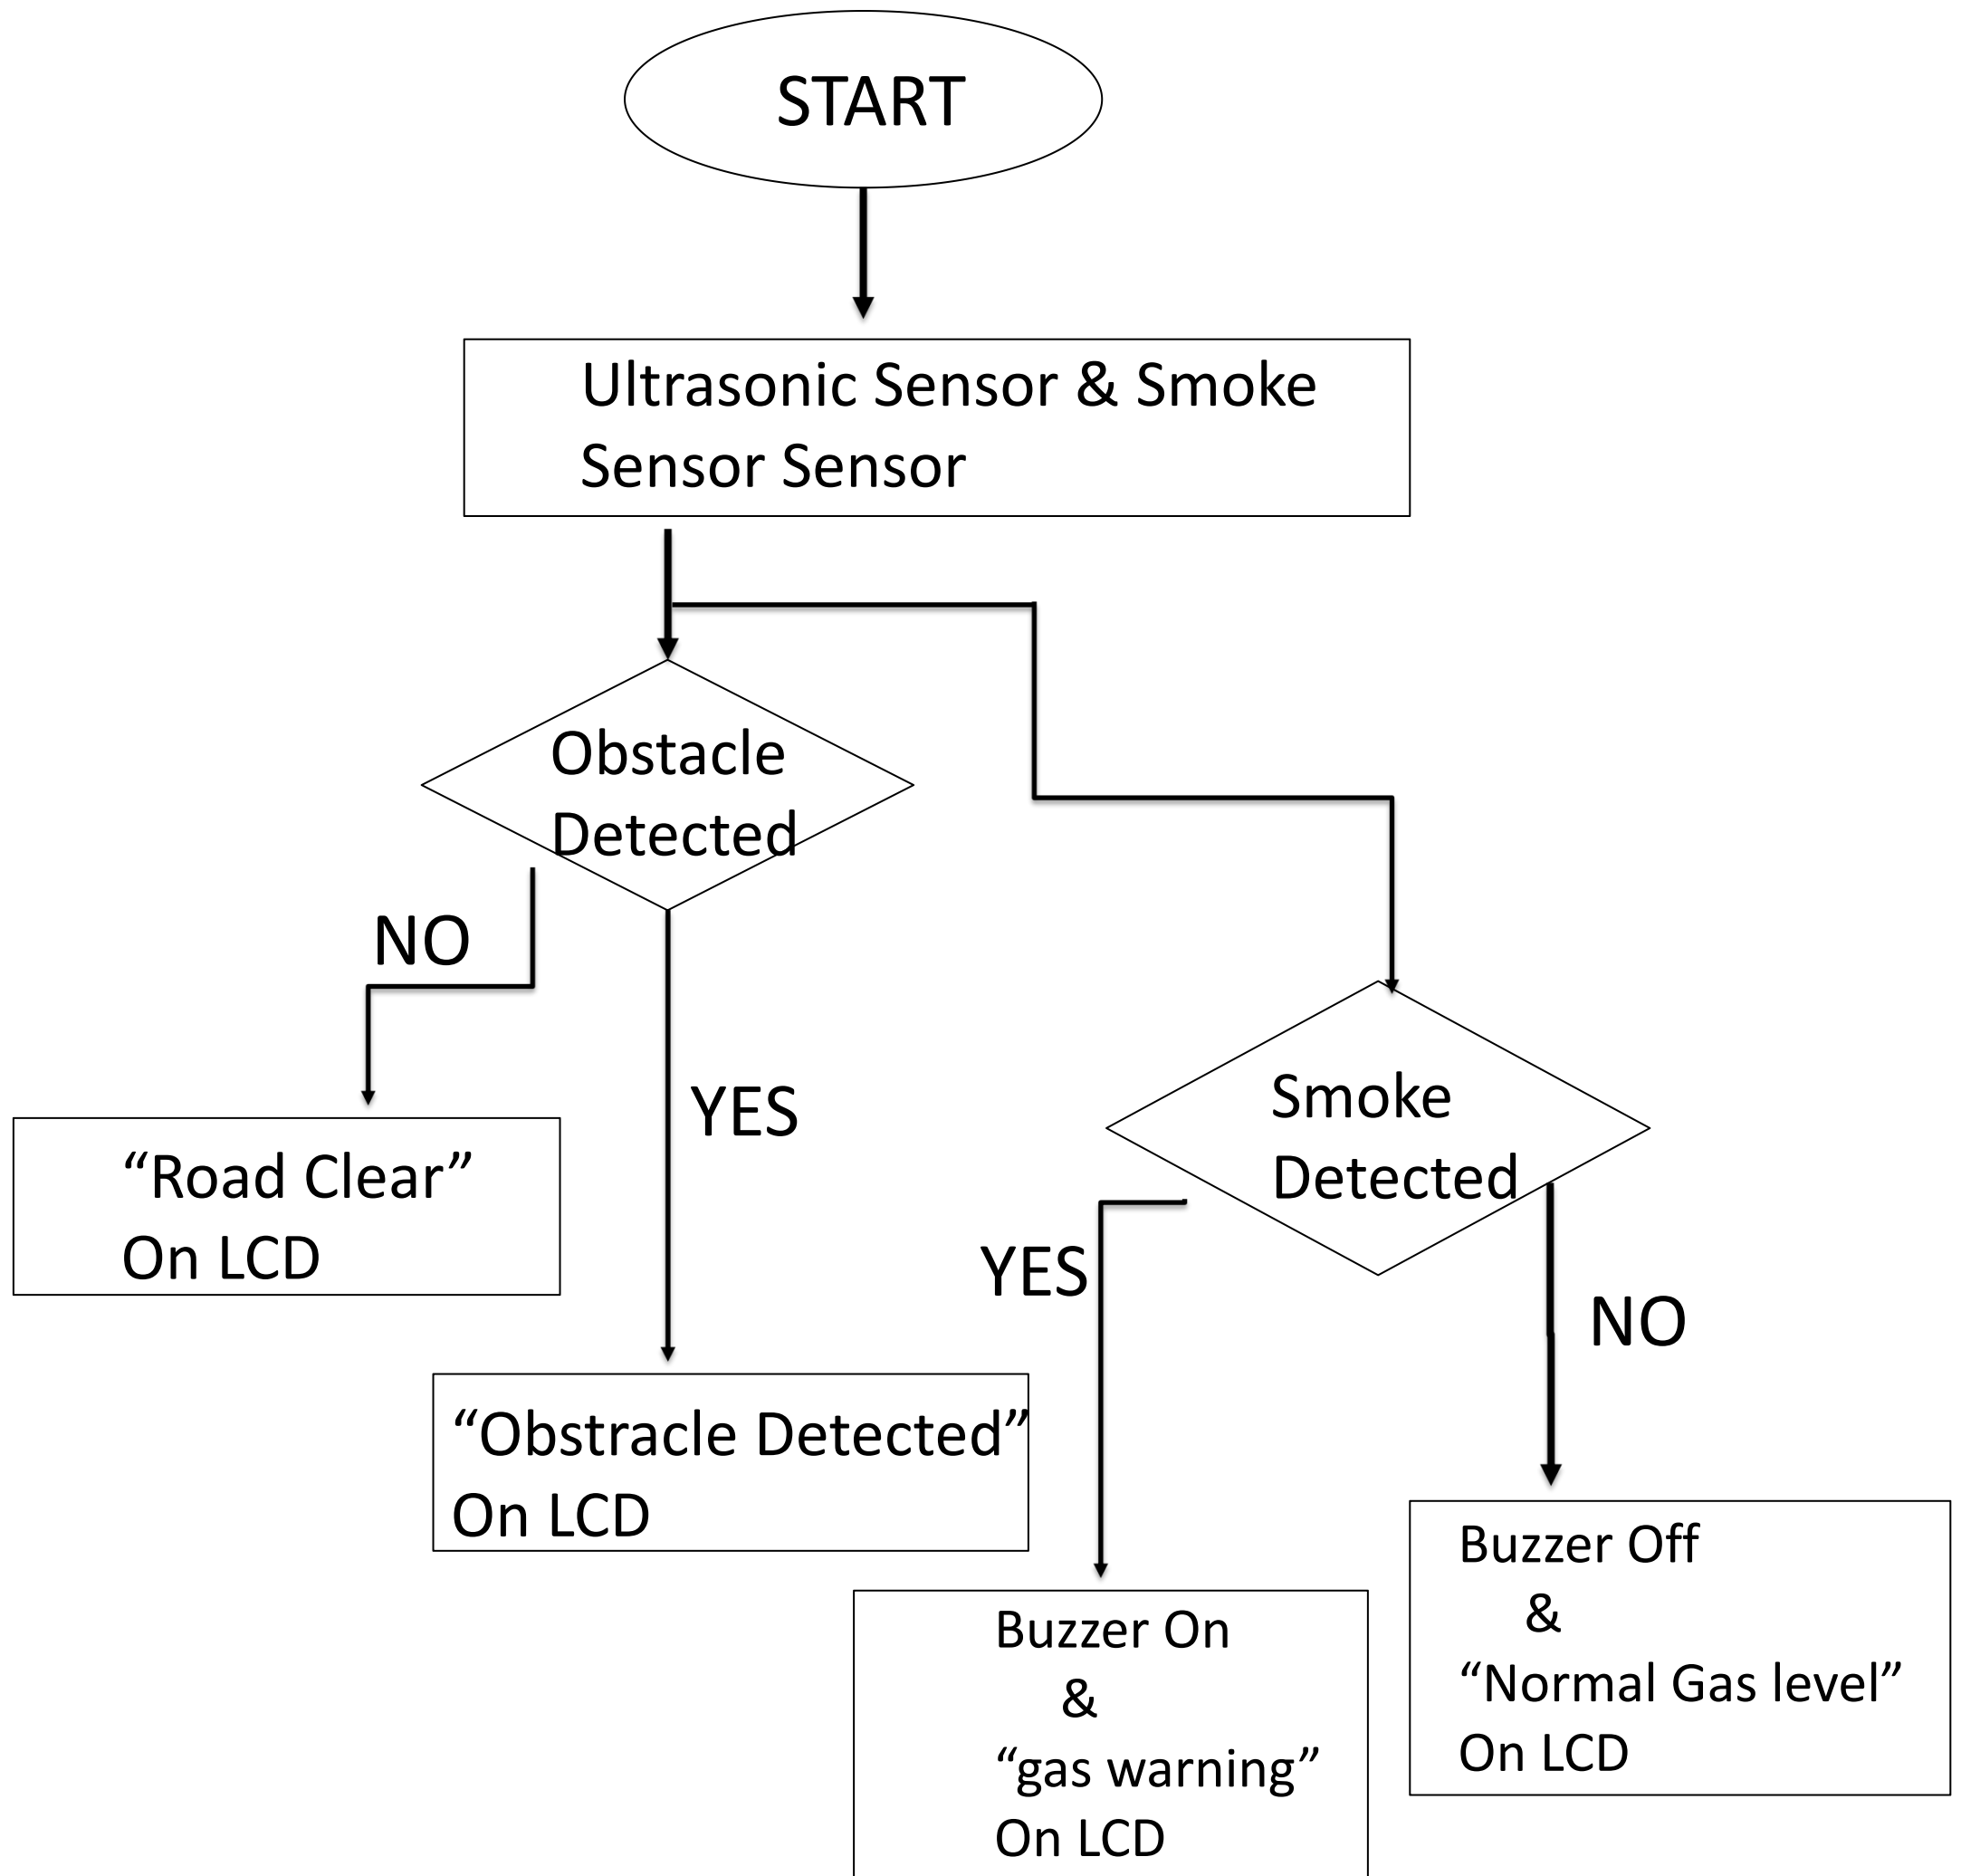 START
Ultrasonic Sensor & Smoke
Sensor Sensor
Obstacle
Detected
NO
YES
“Road Clear”
On LCD
“Obstracle Detected”
On LCD
Smoke
Detected
YES
NO
Buzzer On
&
“gas warning”
On LCD
Buzzer Off
&
“Normal Gas level”
On LCD